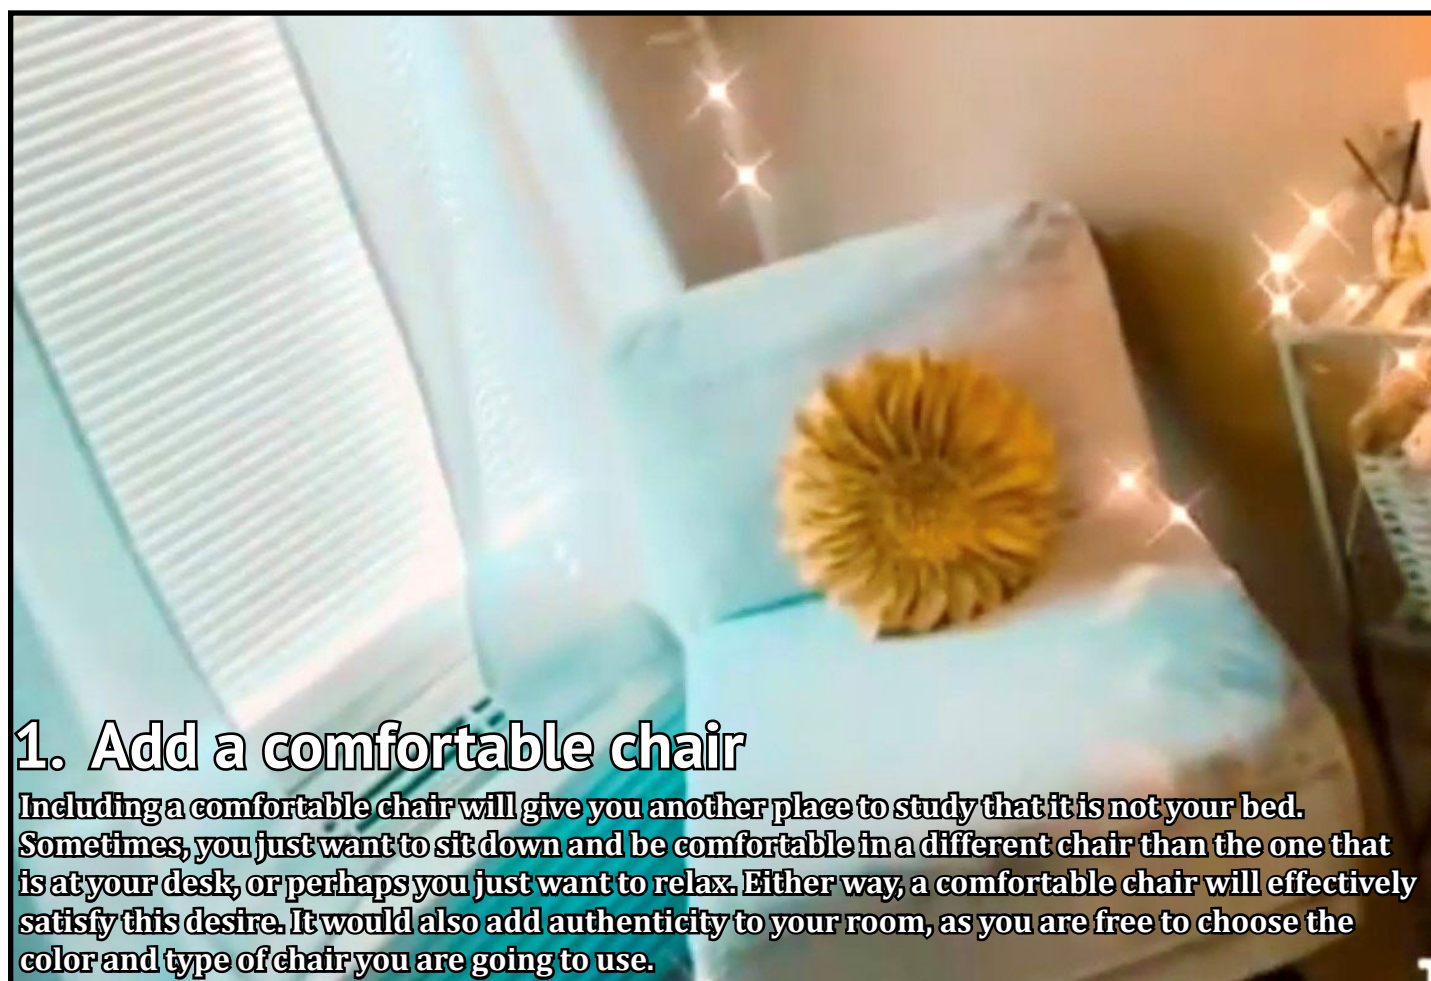 1. Add a comfortable chair
Including a comfortable chair will give you another place to study that it is not your bed.
Sometimes, you just want to sit down and be comfortable in a different chair than the one that
is at your desk, or perhaps you just want to relax. Either way, a comfortable chair will effectively
satisfy this desire. It would also add authenticity to your room, as you are free to choose the
color and type of chair you are going to use.